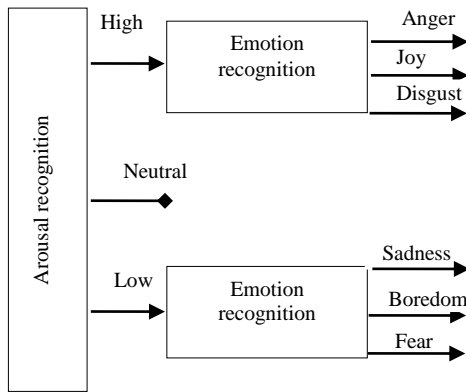 Arousal recognition
High
Emotion
recognition
Anger
Joy
Disgust
Neutral
Low
Emotion
recognition
Sadness
Boredom
Fear